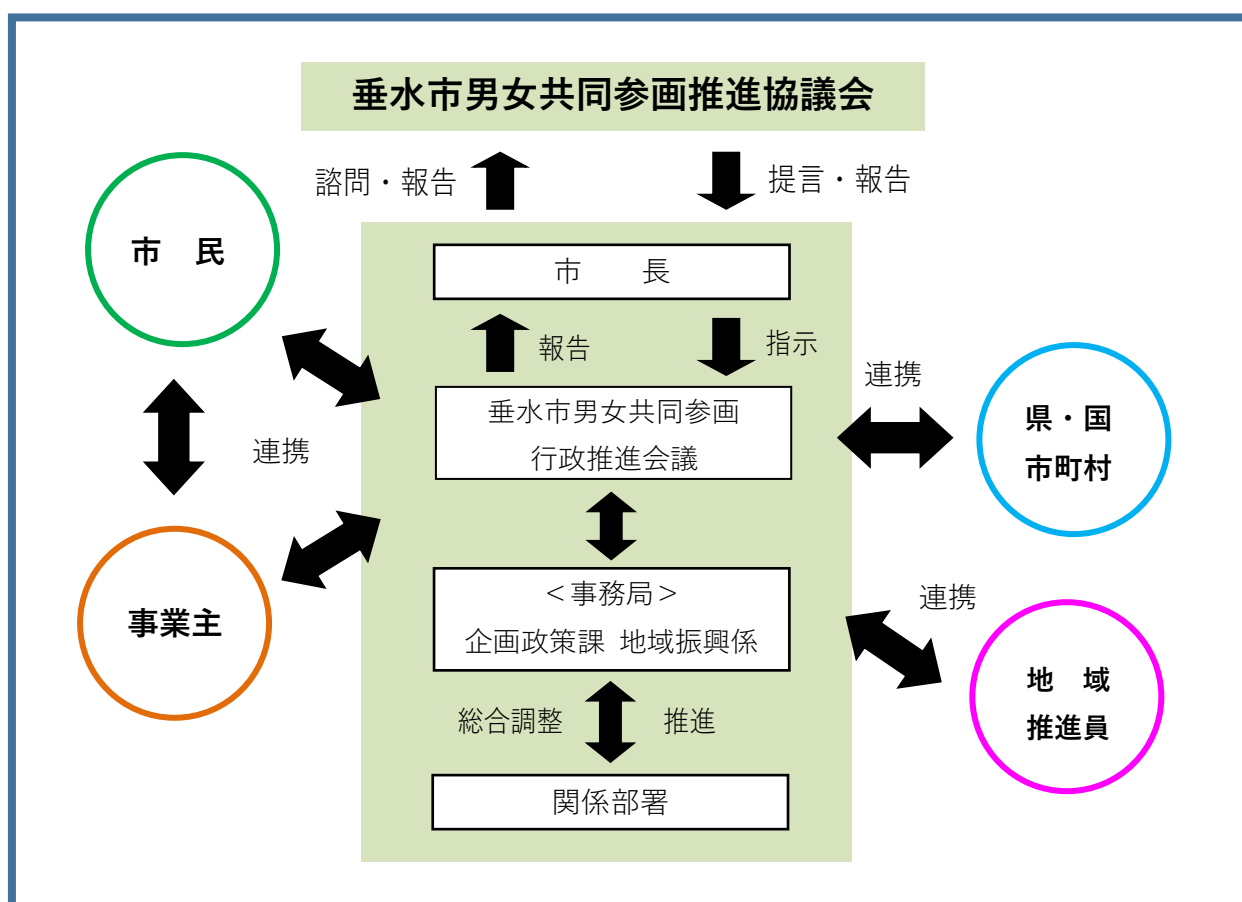 垂水市男女共同参画推進協議会
諮問・報告
提言・報告
市　民
市　　長
報告
指示
連携
垂水市男女共同参画
行政推進会議
県・国
市町村
連携
＜事務局＞
企画政策課 地域振興係
事業主
連携
地　域
推進員
総合調整
推進
関係部署